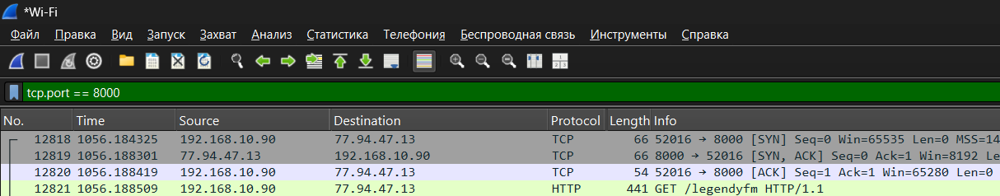 *Wi-Fi
Файл Правка Вид Запуск Захват Анализ Статистика Телефония Беспроводная связь Инструменты Справка
tcp.port == 8000
No. Time Source Destination Protocol Length Info
12818 1056.184325 192.168.10.90 77.94.47.13 TCP 66 52016 → 8000 [SYN] Seq=0 Win=65535 Len=0 MSS=14
12819 1056.188301 77.94.47.13 192.168.10.90 TCP 66 8000 → 52016 [SYN, ACK] Seq=0 Ack=1 Win=8192 Le
12820 1056.188419 192.168.10.90 77.94.47.13 TCP 54 52016 → 8000 [ACK] Seq=1 Ack=1 Win=65280 Len=0
12821 1056.188509 192.168.10.90 77.94.47.13 HTTP 441 GET /legendyfm HTTP/1.1